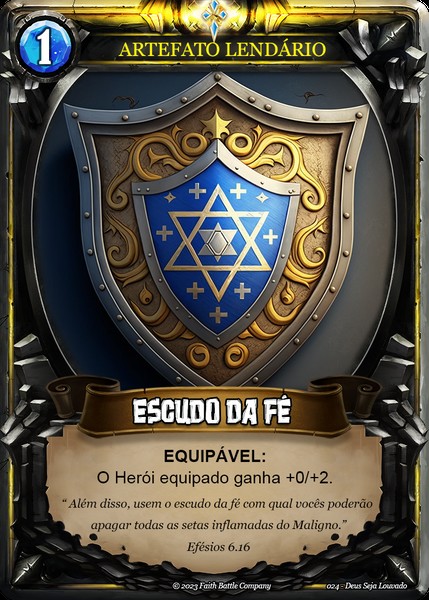 1
ARTEFATO LENDÁRIO
ESCUDO DA FÉ
EQUIPÁVEL:
O Herói equipado ganha +0/+2.
“ Além disso, usem o escudo da fé com qual vocês poderão
apagar todas as setas inflamadas do Maligno.”
Efésios 6.16
© 2023 Faith Battle Company
024 - Deus Seja Louvado